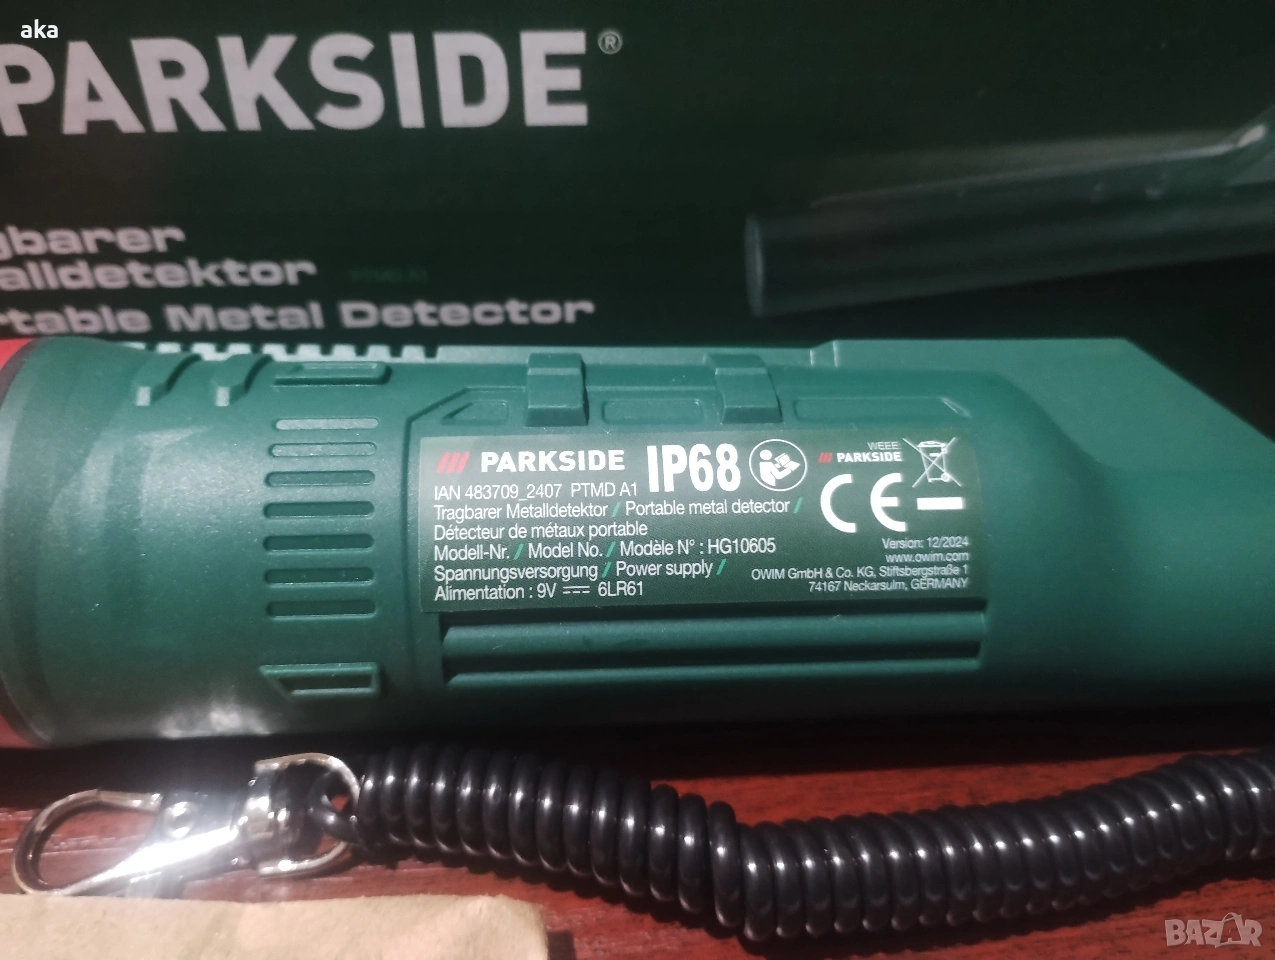 aka
PARKSIDE®
gbarer
alldetektor
rtable Metal Detector
PARKSIDE IP68
WEEE
PARKSIDE
IAN 483709_2407 PTMD A1
Tragbarer Metalldetektor / Portable metal detector /
Détecteur de métaux portable
Modell-Nr. / Model No. / Modèle N° : HG10605
Spannungsversorgung / Power supply /
Alimentation : 9V 6LR61
CE
Version: 12/2024
www.owim.com
OWIM GmbH & Co. KG, Stiftsbergstraße 1
74167 Neckarsulm, GERMANY
BAZAR